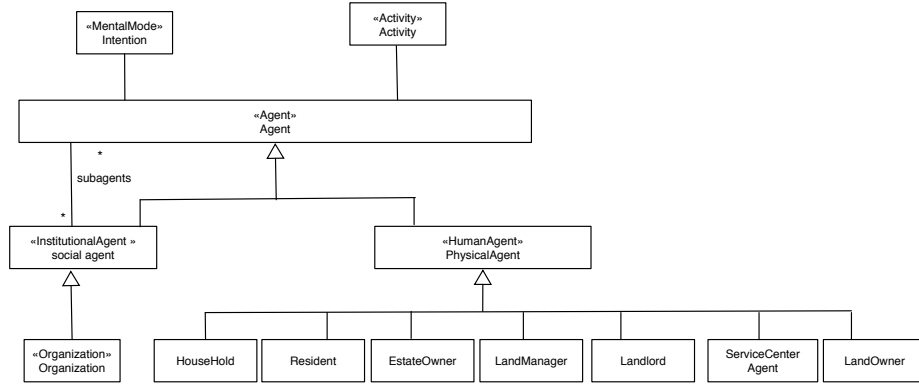 «MentalMode»
Intention
«Activity»
Activity
«Agent»
Agent
*
subagents
*
«InstitutionalAgent »
social agent
«HumanAgent»
PhysicalAgent
«Organization»
Organization
HouseHold
Resident
EstateOwner
LandManager
Landlord
ServiceCenter
Agent
LandOwner